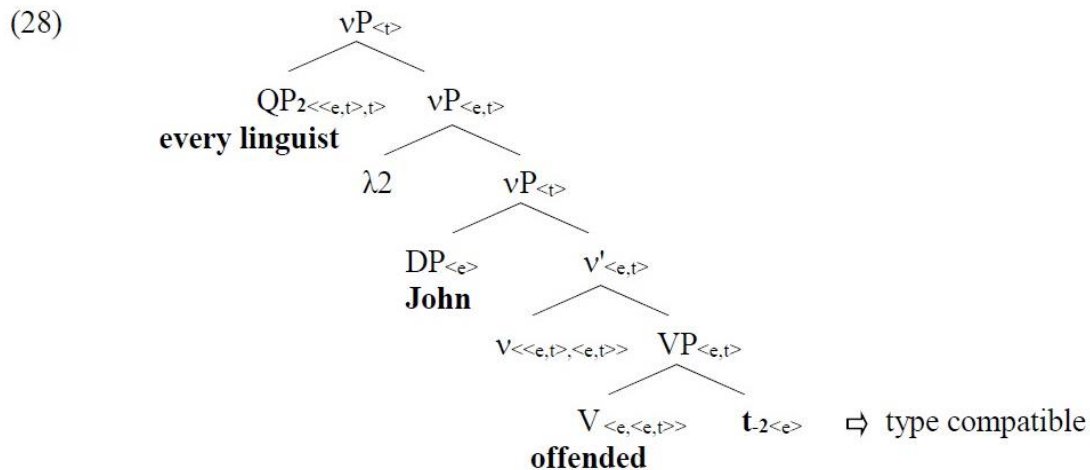 (28) νP<t>
QP2<<e,t>,t> νP<e,t>
every linguist
λ2 νP<t>
DP<e> ν'<e,t>
John
ν<<e,t>,<e,t>> VP<e,t>
V<e,<e,t>> t-2<e> ⇨ type compatible
offended